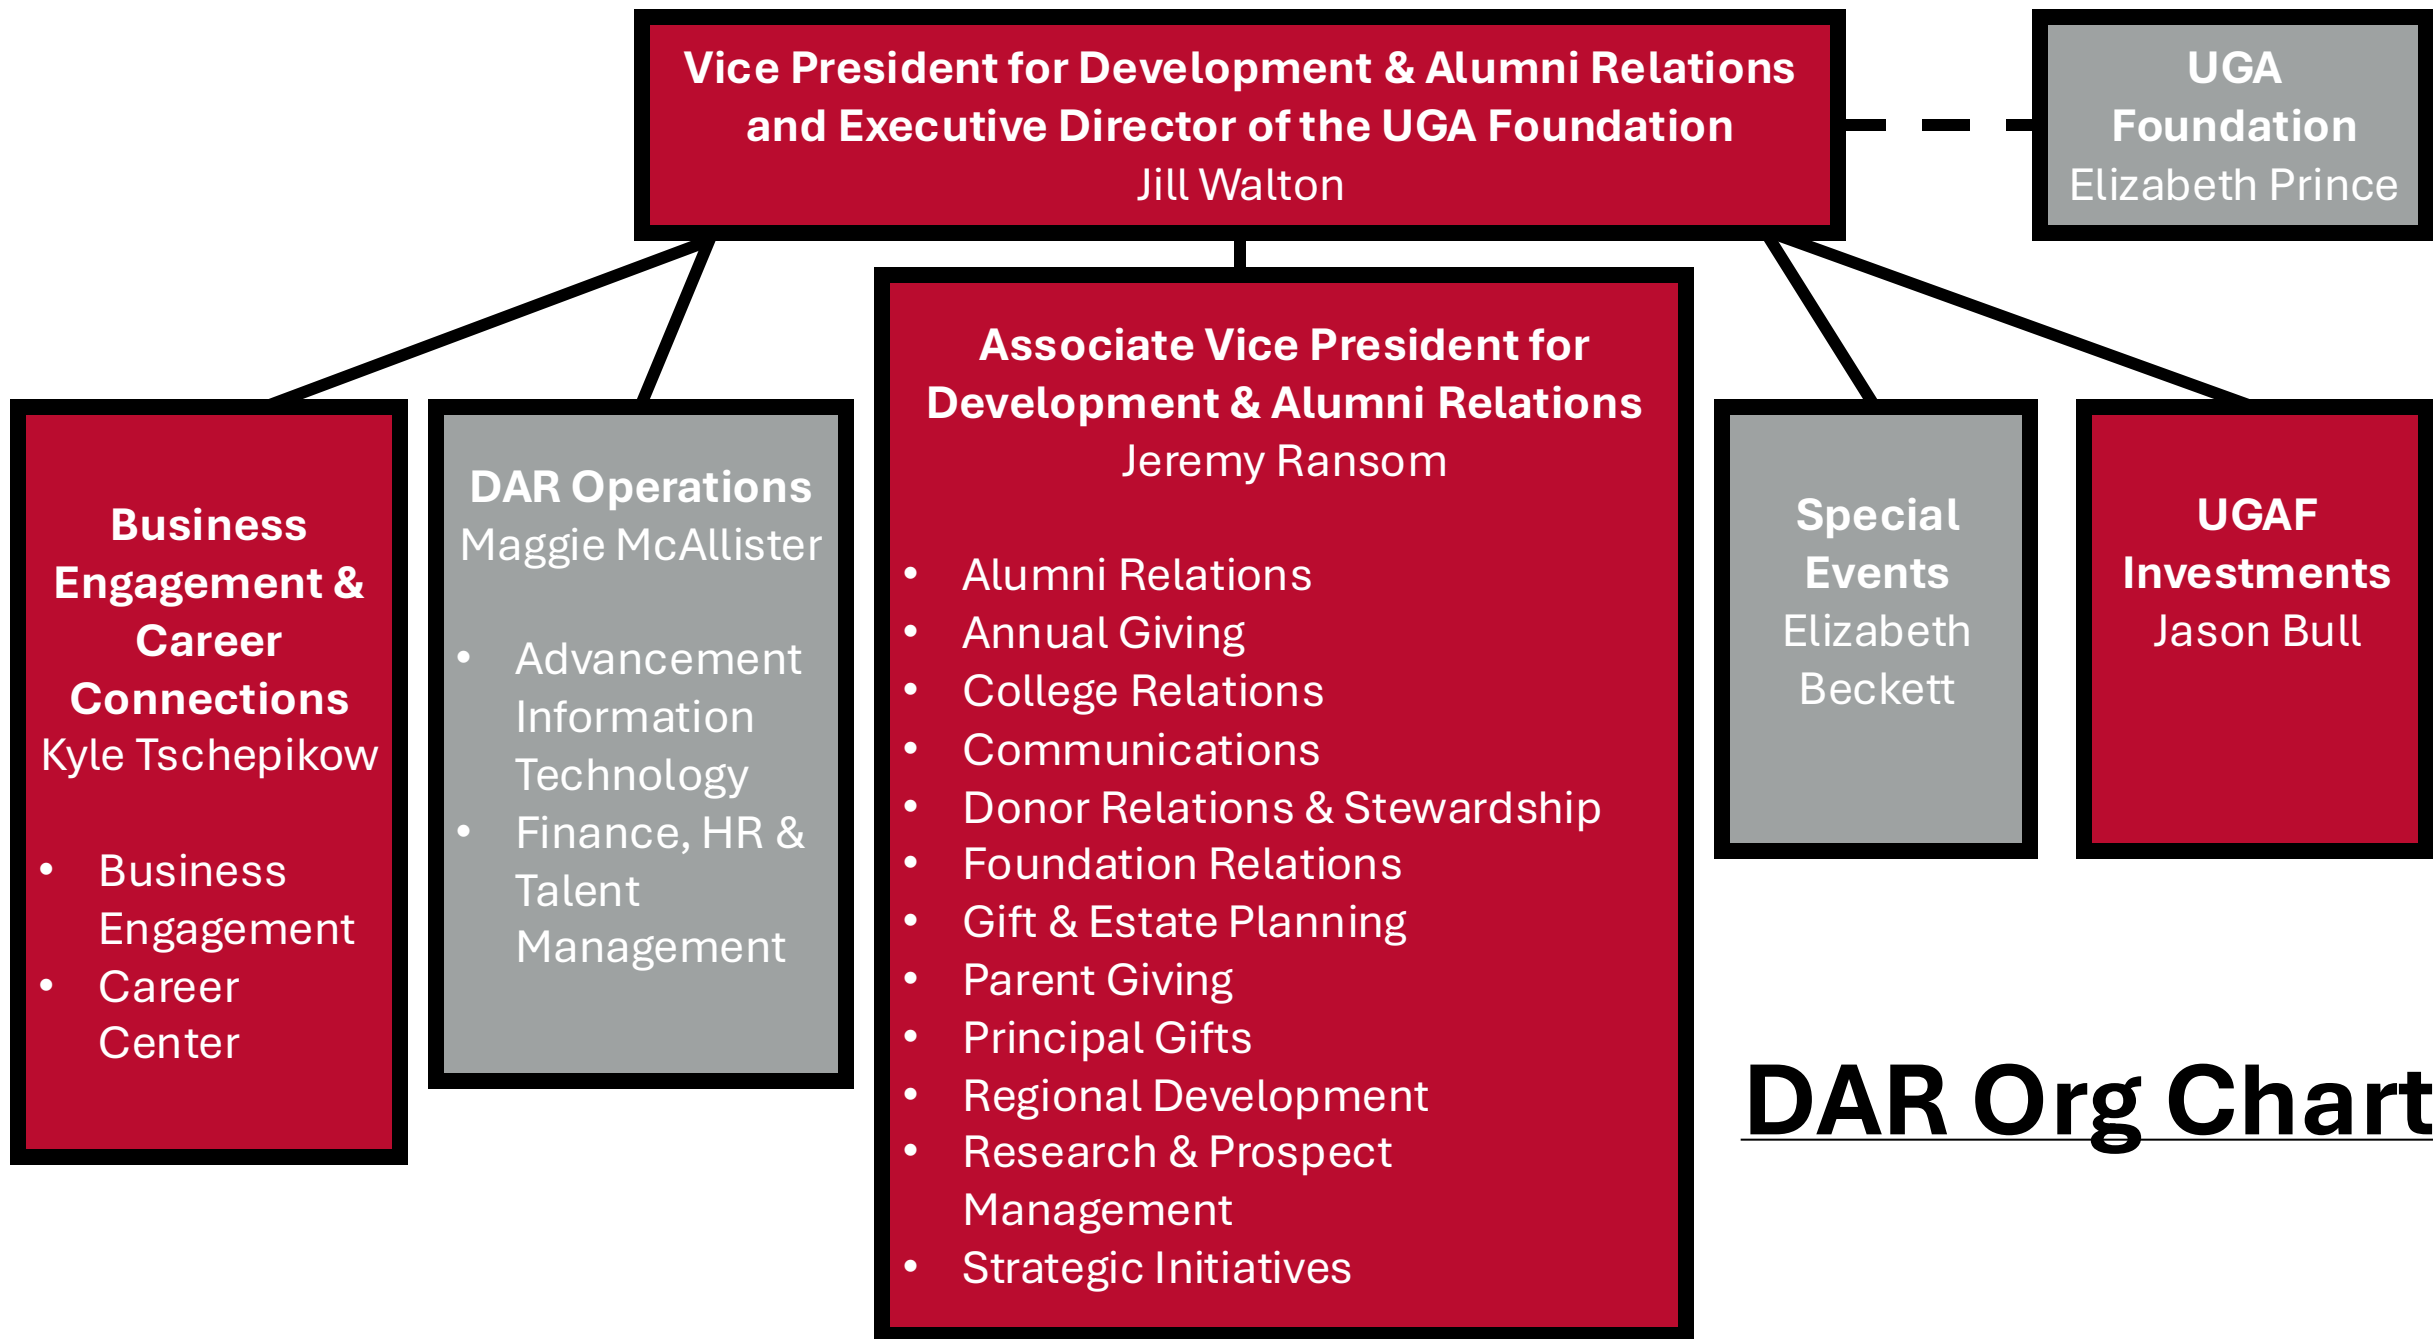 Vice President for Development & Alumni Relations
and Executive Director of the UGA Foundation
Jill Walton
UGA
Foundation
Elizabeth Prince
Business
Engagement &
Career
Connections
Kyle Tschepikow
• Business
Engagement
• Career
Center
DAR Operations
Maggie McAllister
• Advancement
Information
Technology
• Finance, HR &
Talent
Management
Associate Vice President for
Development & Alumni Relations
Jeremy Ransom
• Alumni Relations
• Annual Giving
• College Relations
• Communications
• Donor Relations & Stewardship
• Foundation Relations
• Gift & Estate Planning
• Parent Giving
• Principal Gifts
• Regional Development
• Research & Prospect
Management
• Strategic Initiatives
Special
Events
Elizabeth
Beckett
UGAF
Investments
Jason Bull
DAR Org Chart